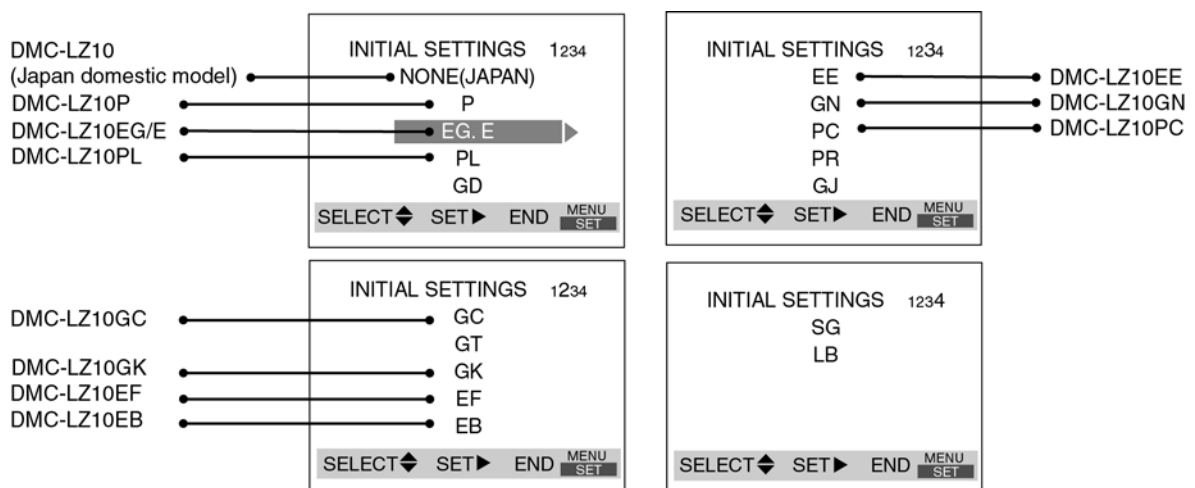 DMC-LZ10
(Japan domestic model)
DMC-LZ10P
DMC-LZ10EG/E
DMC-LZ10PL
INITIAL SETTINGS 1234
NONE(JAPAN)
P
EG. E
PL
GD
SELECT SET END MENU SET
INITIAL SETTINGS 1234
EE
GN
PC
PR
GJ
SELECT SET END MENU SET
DMC-LZ10EE
DMC-LZ10GN
DMC-LZ10PC
DMC-LZ10GC
DMC-LZ10GK
DMC-LZ10EF
DMC-LZ10EB
INITIAL SETTINGS 1234
GC
GT
GK
EF
EB
SELECT SET END MENU SET
INITIAL SETTINGS 1234
SG
LB
SELECT SET END MENU SET